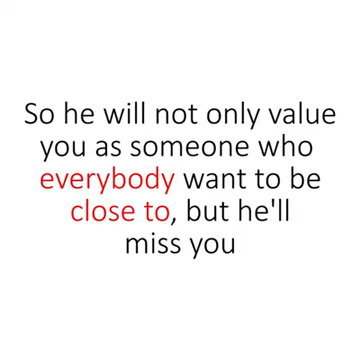 So he will not only value
you as someone who
everybody want to be
close to, but he'll
miss you